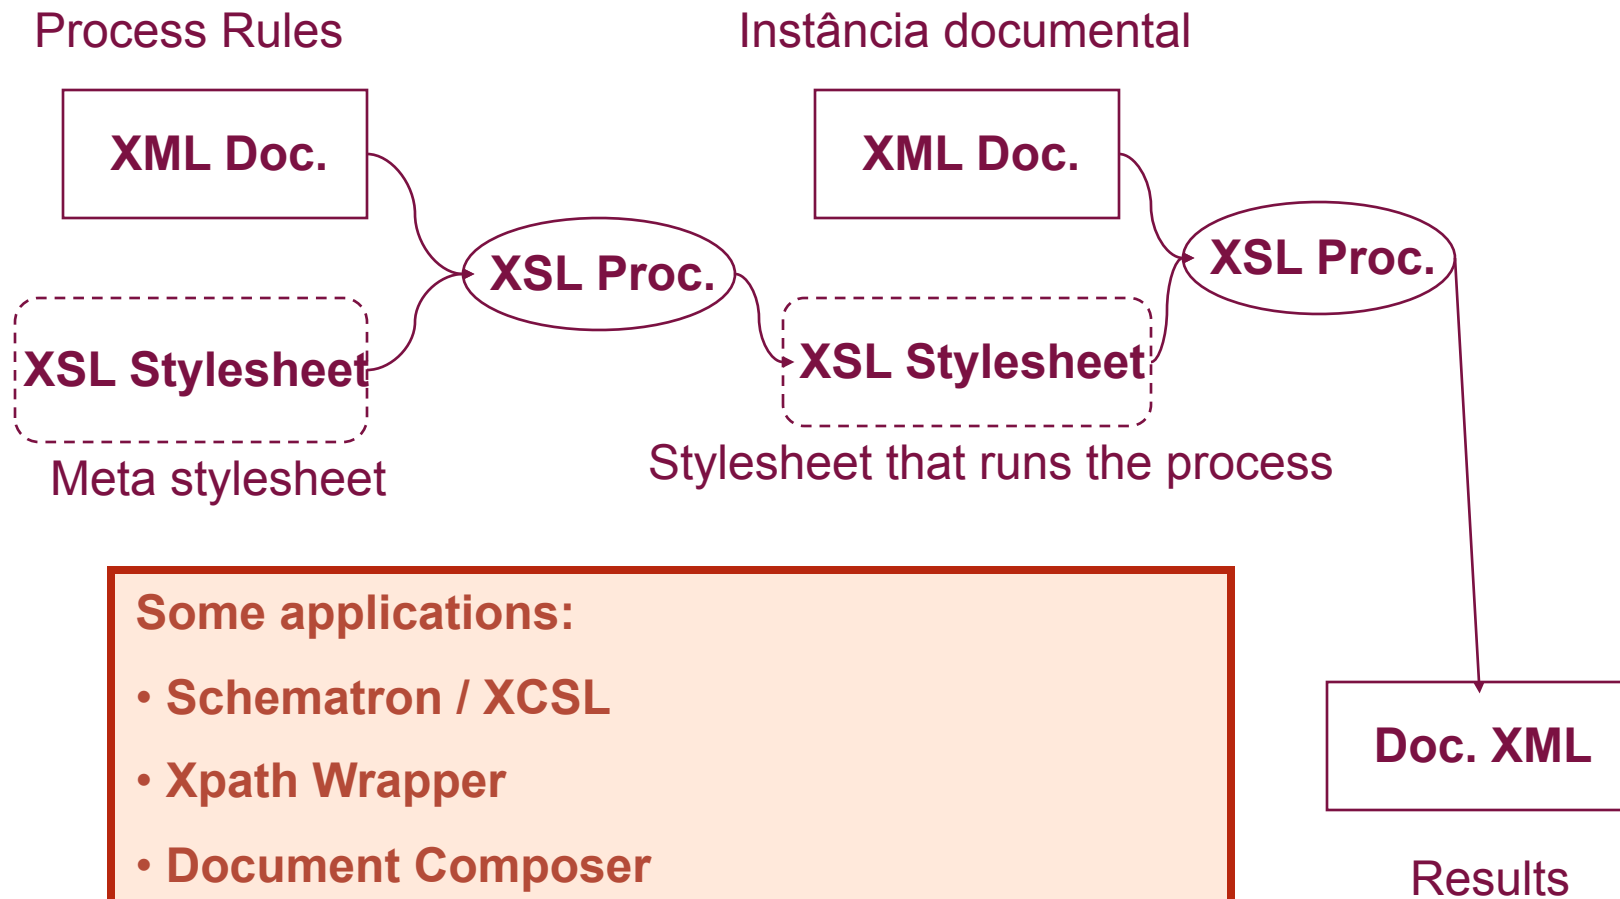 Process Rules
Instância documental
XML Doc.
XML Doc.
XSL Proc.
XSL Proc.
XSL Stylesheet
XSL Stylesheet
Meta stylesheet
Stylesheet that runs the process
Some applications:
• Schematron / XCSL
• Xpath Wrapper
• Document Composer
Doc. XML
Results